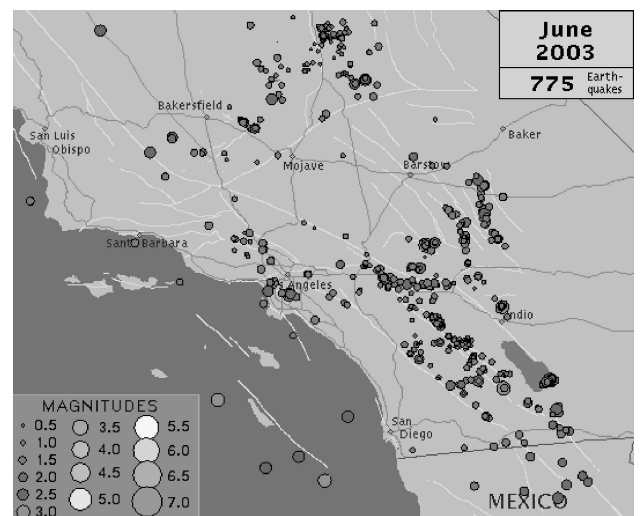 June
2003
775 Earth-
quakes
Bakersfield
San Luis
Obispo
Baker
Mojave
Barstow
Santa Barbara
Angeles
Indio
San
Diego
MEXICO
MAGNITUDES
0.5 3.5 5.5
1.0 4.0 6.0
1.5 4.5 6.5
2.0 5.0 7.0
2.5
3.0